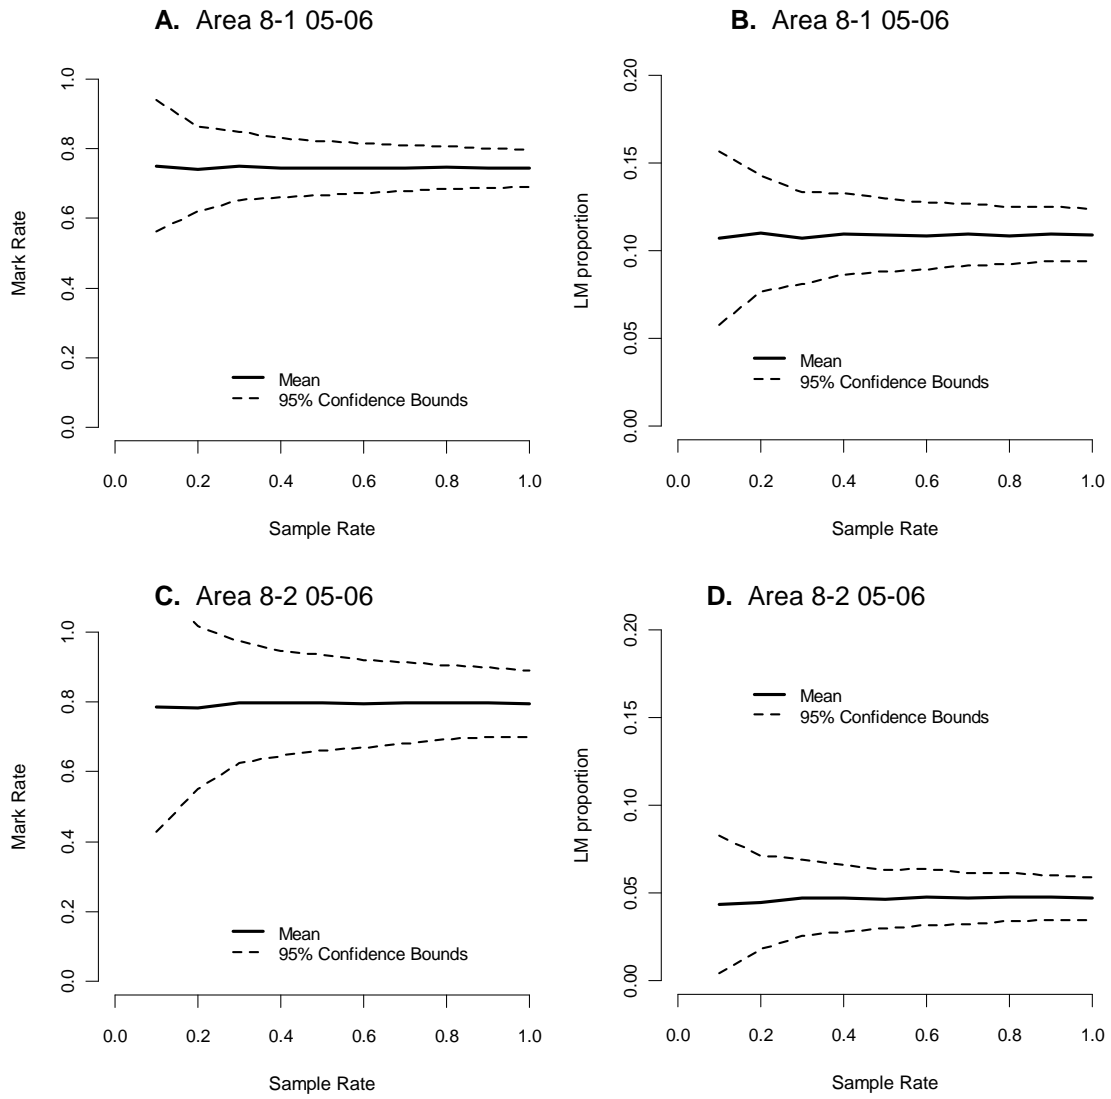 A. Area 8-1 05-06
Mark Rate
1.0
0.8
0.6
0.4
0.2
0.0
Mean
95% Confidence Bounds
0.0 0.2 0.4 0.6 0.8 1.0
Sample Rate
B. Area 8-1 05-06
LM proportion
0.20
0.15
0.10
0.05
0.00
Mean
95% Confidence Bounds
0.0 0.2 0.4 0.6 0.8 1.0
Sample Rate
C. Area 8-2 05-06
Mark Rate
1.0
0.8
0.6
0.4
0.2
0.0
Mean
95% Confidence Bounds
0.0 0.2 0.4 0.6 0.8 1.0
Sample Rate
D. Area 8-2 05-06
LM proportion
0.20
0.15
0.10
0.05
0.00
Mean
95% Confidence Bounds
0.0 0.2 0.4 0.6 0.8 1.0
Sample Rate